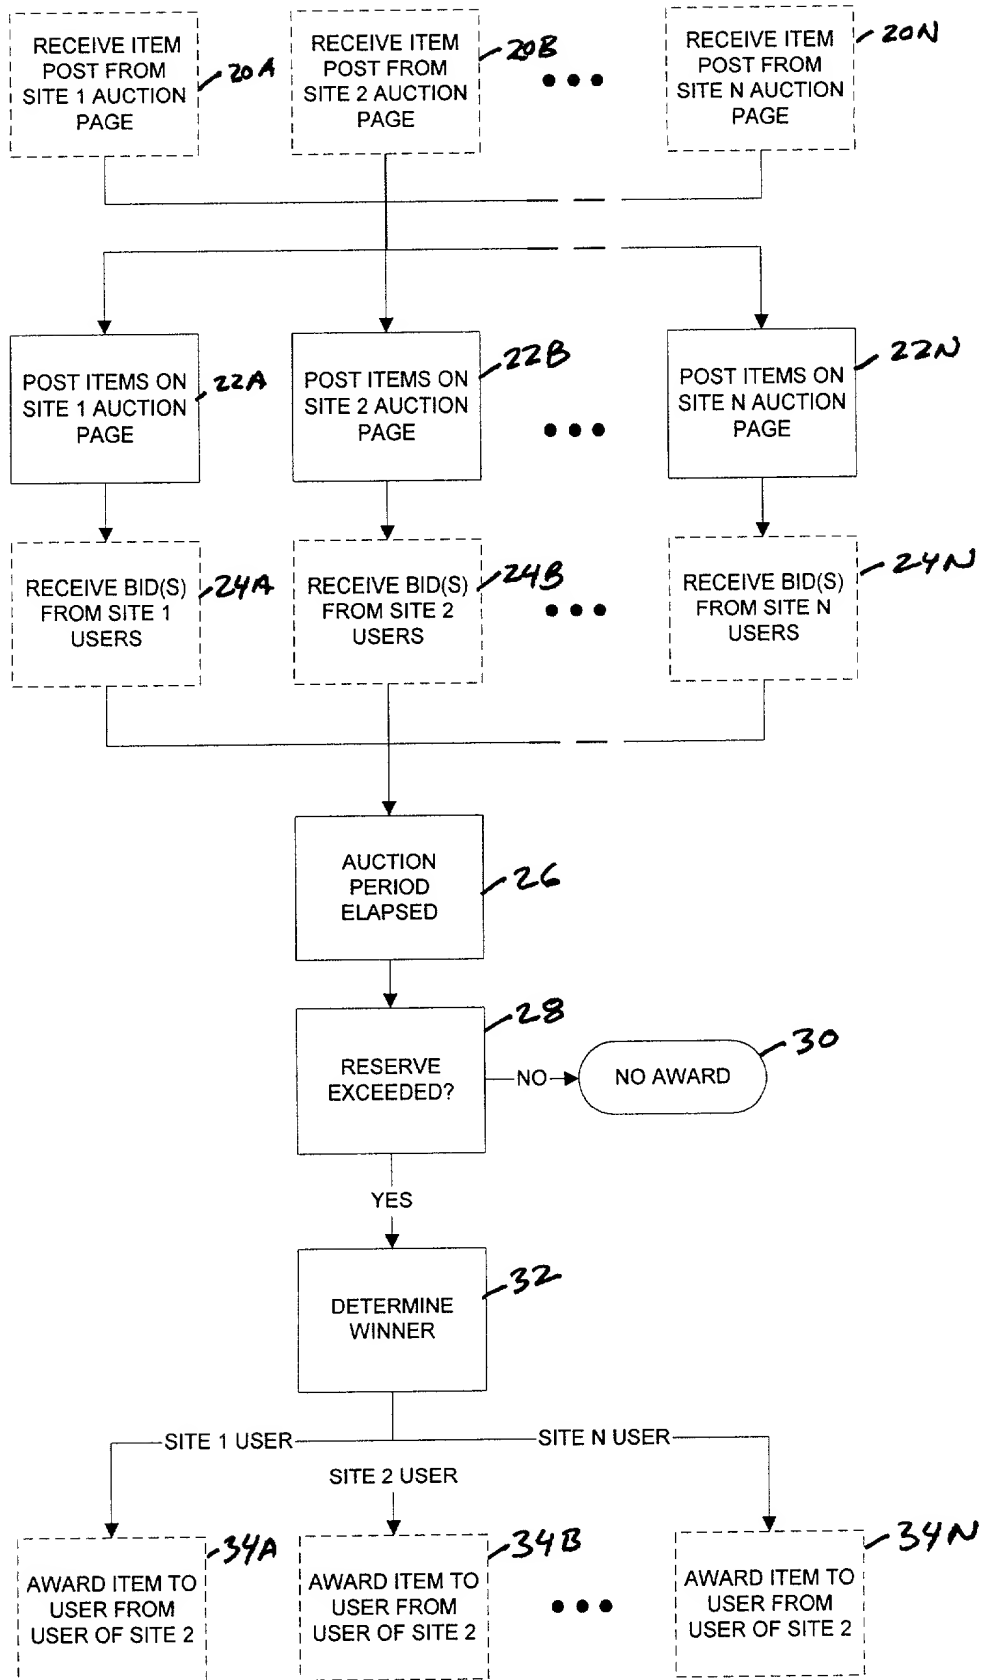 RECEIVE ITEM
POST FROM
SITE 1 AUCTION
PAGE
20A
RECEIVE ITEM
POST FROM
SITE 2 AUCTION
PAGE
20B
RECEIVE ITEM
POST FROM
SITE N AUCTION
PAGE
20N
POST ITEMS ON
SITE 1 AUCTION
PAGE
22A
POST ITEMS ON
SITE 2 AUCTION
PAGE
22B
POST ITEMS ON
SITE N AUCTION
PAGE
22N
RECEIVE BID(S)
FROM SITE 1
USERS
24A
RECEIVE BID(S)
FROM SITE 2
USERS
24B
RECEIVE BID(S)
FROM SITE N
USERS
24N
AUCTION
PERIOD
ELAPSED
26
RESERVE
EXCEEDED?
28
NO
NO AWARD
30
YES
DETERMINE
WINNER
32
SITE 1 USER
SITE 2 USER
SITE N USER
AWARD ITEM TO
USER FROM
USER OF SITE 2
34A
AWARD ITEM TO
USER FROM
USER OF SITE 2
34B
AWARD ITEM TO
USER FROM
USER OF SITE 2
34N